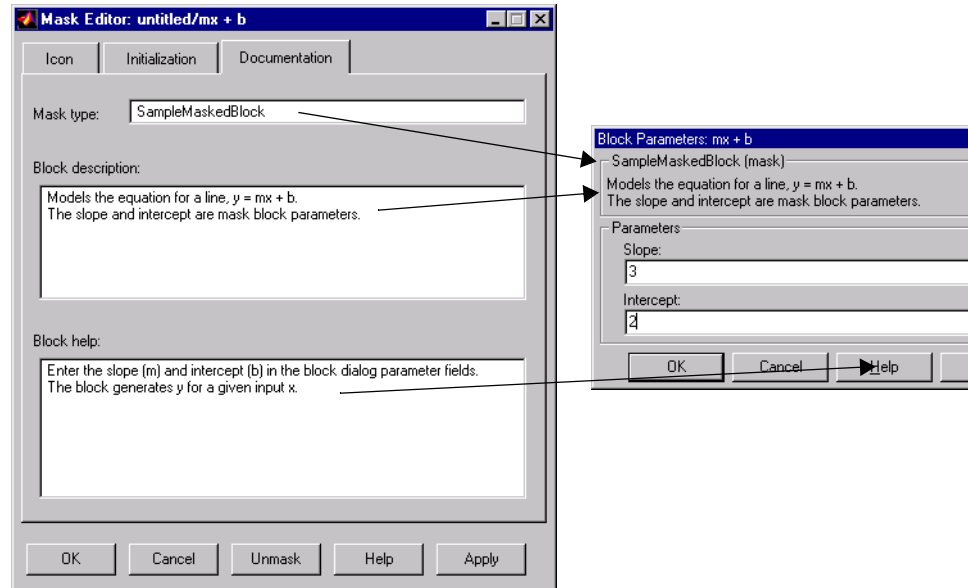 Mask Editor: untitled/mx + b
Icon
Initialization
Documentation
Mask type:
SampleMaskedBlock
Block description:
Models the equation for a line, y = mx + b.
The slope and intercept are mask block parameters.
Block help:
Enter the slope (m) and intercept (b) in the block dialog parameter fields.
The block generates y for a given input x.
OK
Cancel
Unmask
Help
Apply
Block Parameters: mx + b
SampleMaskedBlock (mask)
Models the equation for a line, y = mx + b.
The slope and intercept are mask block parameters.
Parameters
Slope:
3
Intercept:
2
OK
Cancel
Help